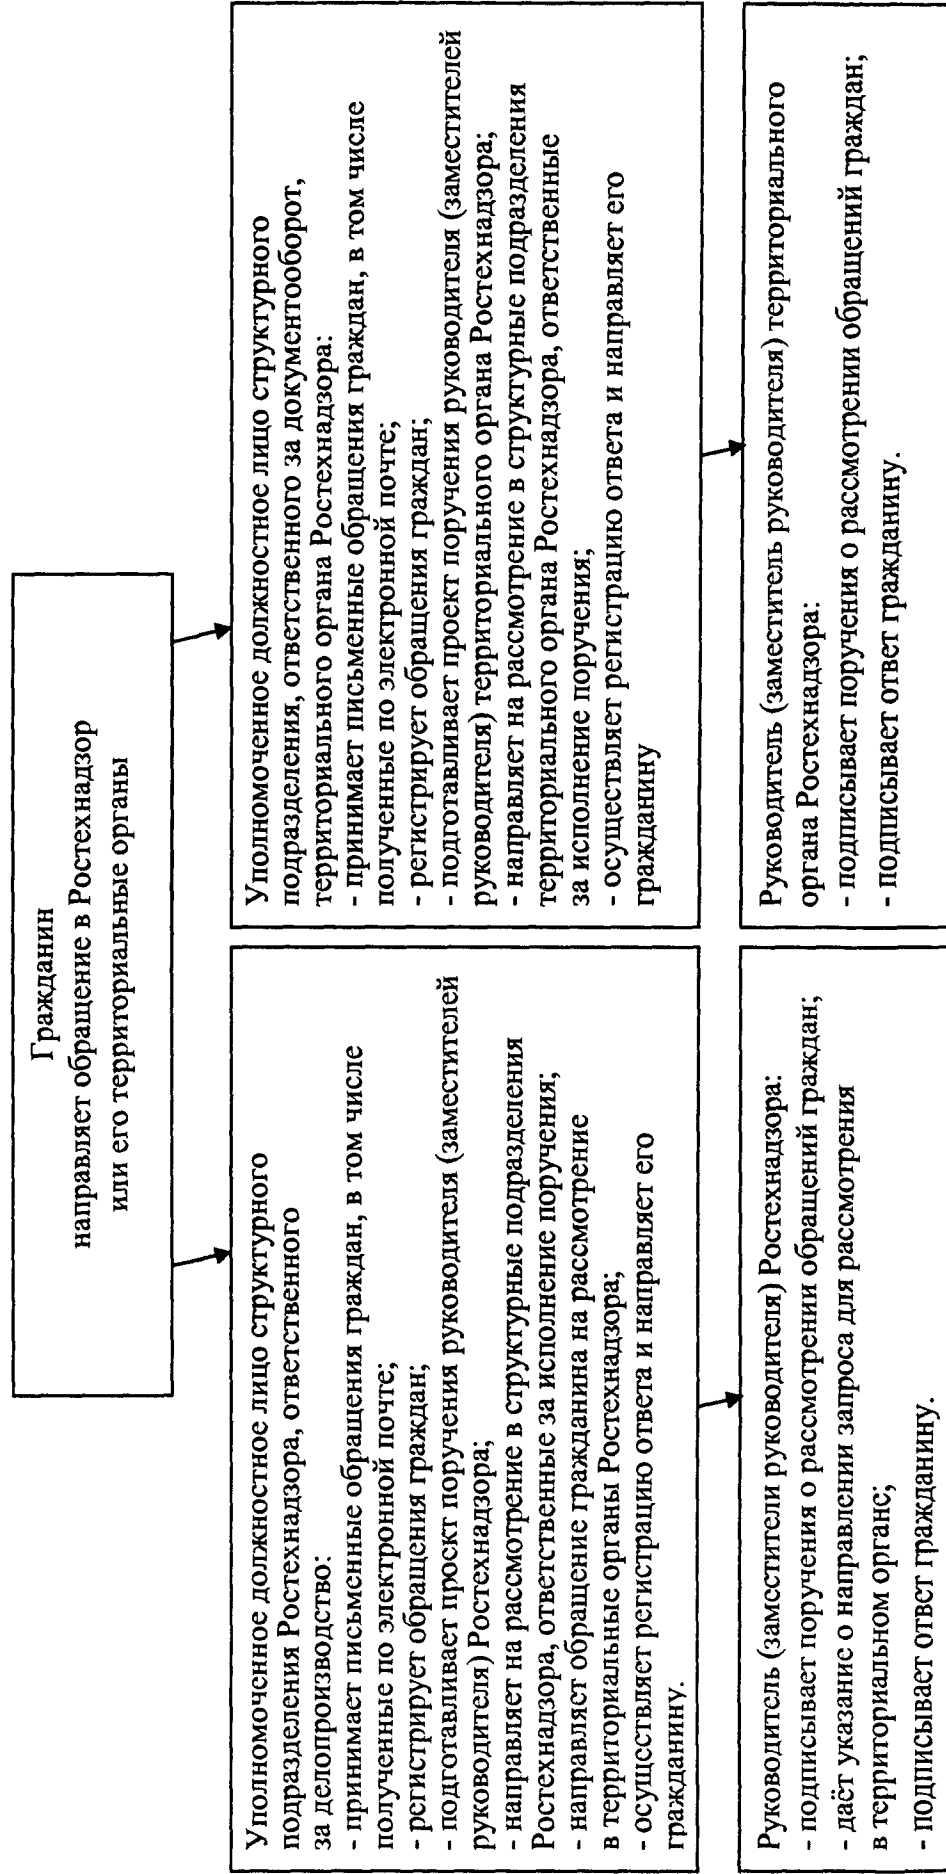 Гражданин
направляет обращение в Ростехнадзор
или его территориальные органы
Уполномоченное должностное лицо структурного
подразделения Ростехнадзора, ответственного
за делопроизводство:
- принимает письменные обращения граждан, в том числе
полученные по электронной почте;
- регистрирует обращения граждан;
- подготавливает проект поручения руководителя (заместителей
руководителя) Ростехнадзора;
- направляет на рассмотрение в структурные подразделения
Ростехнадзора, ответственные за исполнение поручения;
- направляет обращение гражданина на рассмотрение
в территориальные органы Ростехнадзора;
- осуществляет регистрацию ответа и направляет его
гражданину.
Уполномоченное должностное лицо структурного
подразделения, ответственного за документооборот,
территориального органа Ростехнадзора:
- принимает письменные обращения граждан, в том числе
полученные по электронной почте;
- регистрирует обращения граждан;
- подготавливает проект поручения руководителя (заместителей
руководителя) территориального органа Ростехнадзора;
- направляет на рассмотрение в структурные подразделения
территориального органа Ростехнадзора, ответственные
за исполнение поручения;
- осуществляет регистрацию ответа и направляет его
гражданину
Руководитель (заместители руководителя) Ростехнадзора:
- подписывает поручения о рассмотрении обращений граждан;
- даёт указание о направлении запроса для рассмотрения
в территориальном органе;
- подписывает ответ гражданину.
Руководитель (заместитель руководителя) территориального
органа Ростехнадзора:
- подписывает поручения о рассмотрении обращений граждан;
- подписывает ответ гражданину.